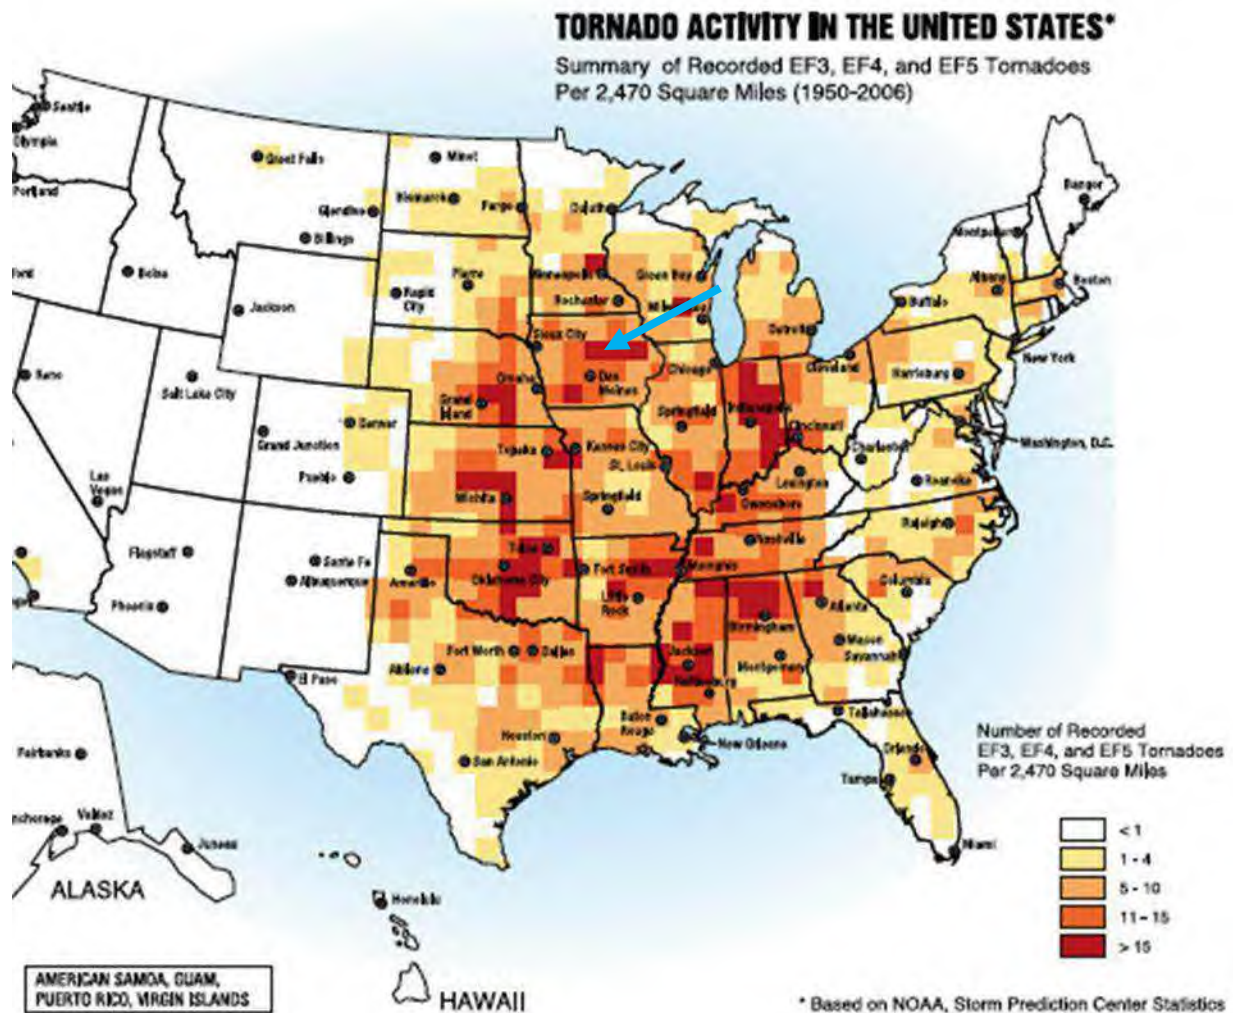 TORNADO ACTIVITY IN THE UNITED STATES*
Summary of Recorded EF3, EF4, and EF5 Tornadoes
Per 2,470 Square Miles (1950-2006)
Seattle
Olympia
Portland
Great Falls
Minot
Bismarck
Fargo
Duluth
Glendive
Billings
Bangor
Montpelier
Boise
Pierre
Minneapolis
Green Bay
Albany
Boston
Rapid
City
Jackson
Rochester
Buffalo
Sioux City
Detroit
New York
Reno
Salt Lake City
Omaha
Des
Moines
Chicago
Cleveland
Harrisburg
Grand
Island
Springfield
Indianapolis
Denver
Grand Junction
Cincinnati
Charleston
Washington, D.C.
Topeka
Kansas City
St. Louis
Pueblo
Las
Vegas
Lexington
Roanoke
Wichita
Springfield
Owensboro
Raleigh
Flagstaff
Santa Fe
Tulsa
Nashville
Albuquerque
Amarillo
Oklahoma City
Fort Smith
Memphis
Columbia
Phoenix
Little
Rock
Atlanta
Birmingham
Fort Worth
Dallas
Jackson
Macon
Savannah
Abilene
Montgomery
El Paso
Hattiesburg
Baton
Rouge
Tallahassee
New Orleans
Houston
San Antonio
Orlando
Tampa
Miami
Number of Recorded
EF3, EF4, and EF5 Tornadoes
Per 2,470 Square Miles
< 1
1 - 4
5 - 10
11 - 15
> 15
Fairbanks
Valdez
Juneau
ALASKA
Honolulu
HAWAII
AMERICAN SAMOA, GUAM,
PUERTO RICO, VIRGIN ISLANDS
* Based on NOAA, Storm Prediction Center Statistics